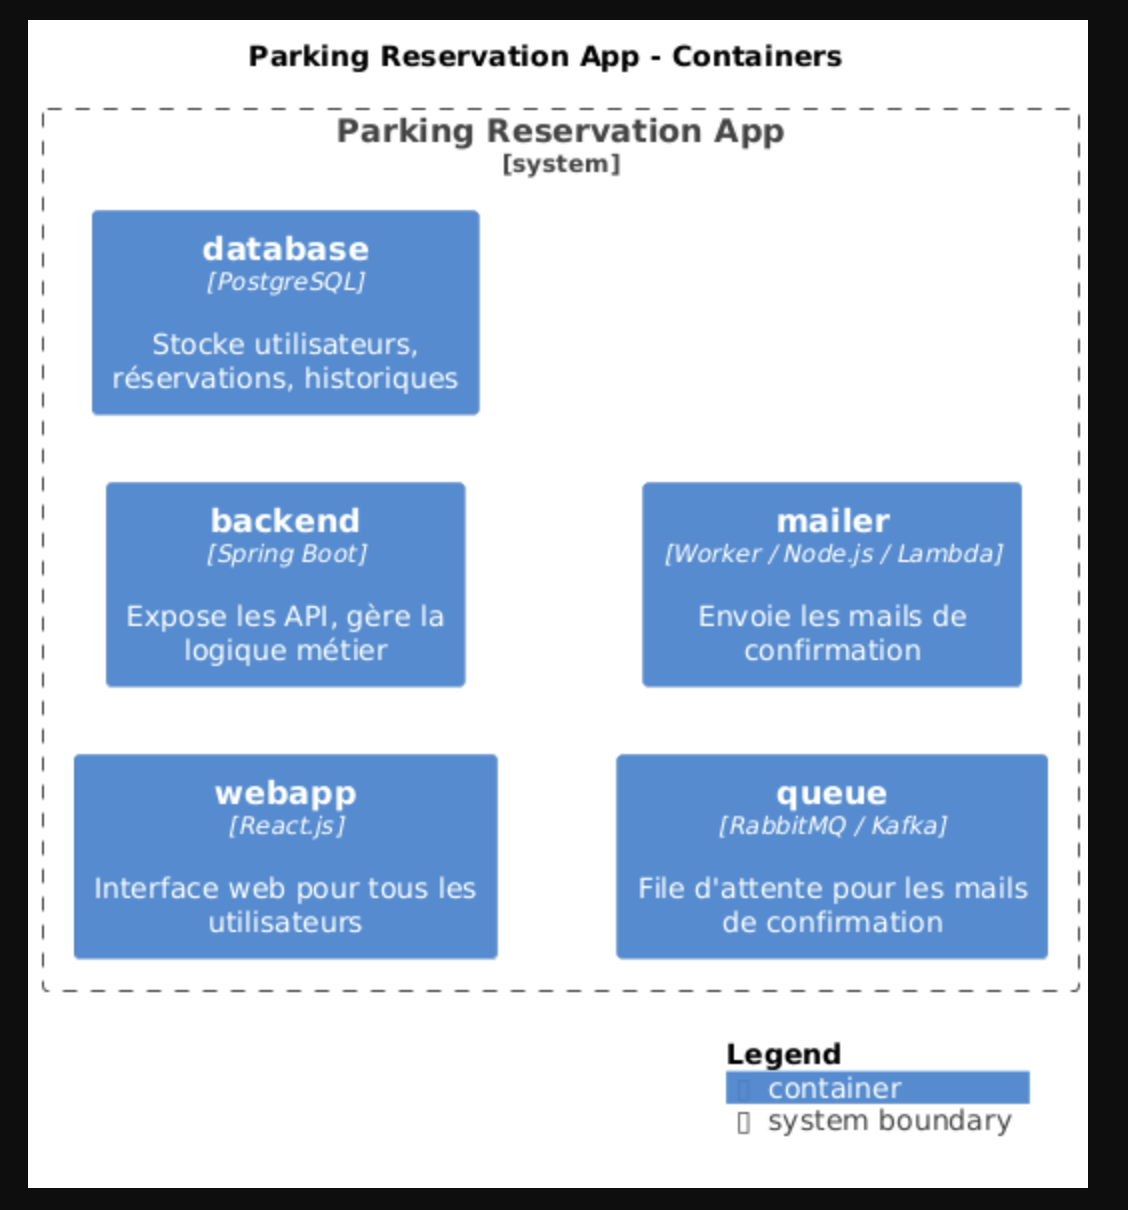 Parking Reservation App - Containers
Parking Reservation App
[system]
database
[PostgreSQL]
Stocke utilisateurs,
réservations, historiques
backend
[Spring Boot]
Expose les API, gère la
logique métier
mailer
[Worker / Node.js / Lambda]
Envoie les mails de
confirmation
webapp
[React.js]
Interface web pour tous les
utilisateurs
queue
[RabbitMQ / Kafka]
File d'attente pour les mails
de confirmation
Legend
container
system boundary